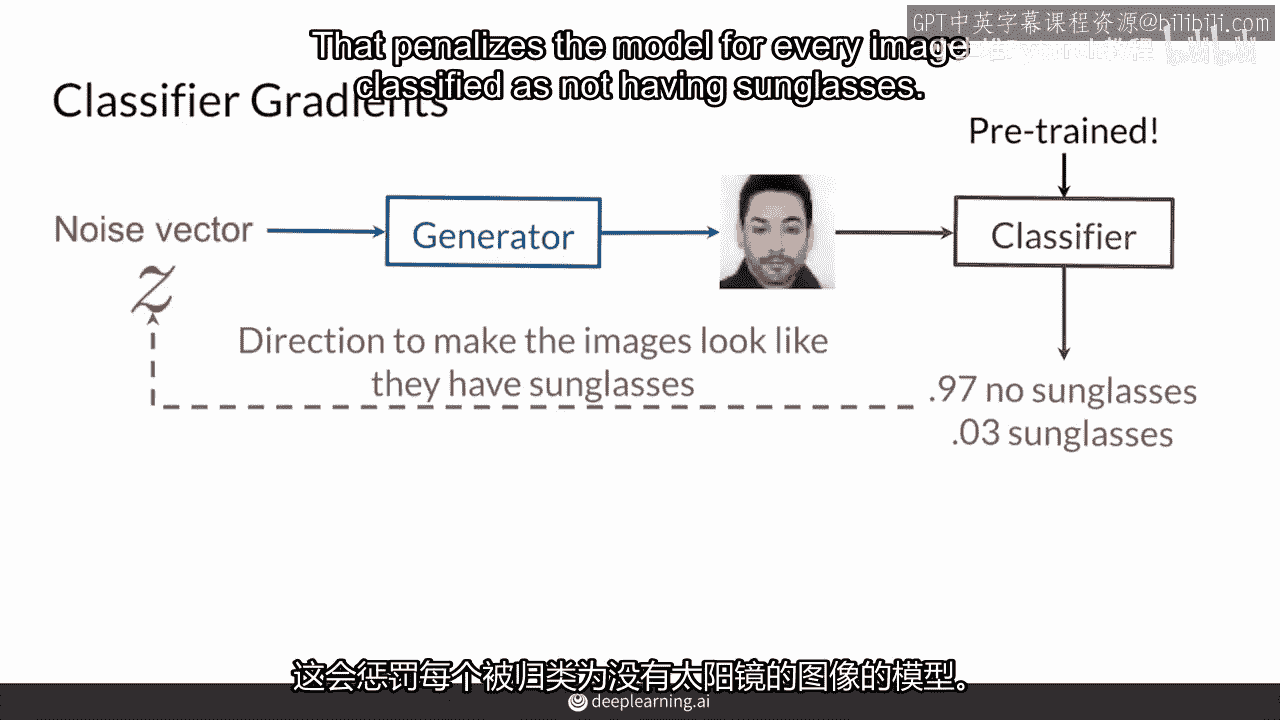 GPT中英字幕课程资源@bilibili.com
That penalizes the model for every image
classified as not having sunglasses.
Classifier Gradients
Pre-trained!
Noise vector
z
Generator
Classifier
Direction to make the images look like
they have sunglasses
.97 no sunglasses
.03 sunglasses
这会惩罚每个被归类为没有太阳镜的图像的模型。
deeplearning.ai